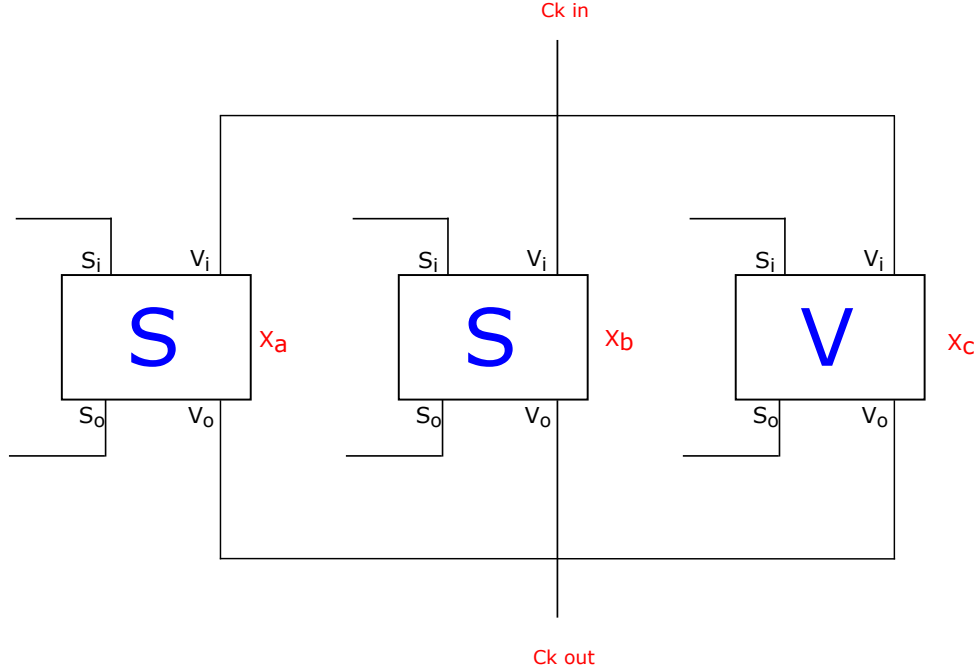 Ck in
Si Vi Si Vi Si Vi
S Xa S Xb V Xc
So Vo So Vo So Vo
Ck out